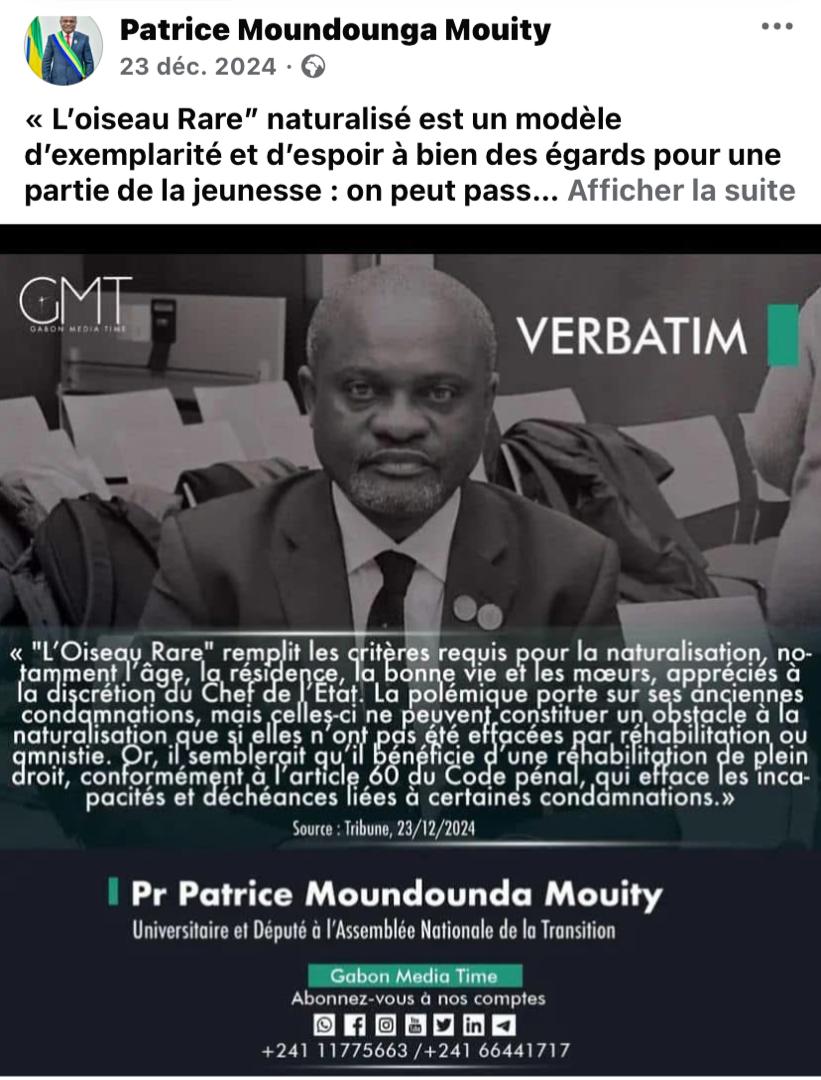 Patrice Moundounga Mouity
23 déc. 2024 ·
« L'oiseau Rare” naturalisé est un modèle
d'exemplarité et d'espoir à bien des égards pour une
partie de la jeunesse : on peut pass... Afficher la suite
GMT
GABON MEDIA TIME
VERBATIM
« "L'Oiseau Rare" remplit les critères requis pour la naturalisation, no-
tamment l'âge, la résidence, la bonne vie et les mœurs, appréciés à
la discrétion du Chef de l'État. La polémique porte sur ses anciennes
condamnations, mais celles-ci ne peuvent constituer un obstacle à la
naturalisation que si elles n'ont pas été effacées par réhabilitation ou
amnistie. Or, il semblerait qu'il bénéficie d'une réhabilitation de plein
droit, conformément à l'article 60 du Code pénal, qui efface les inca-
pacités et déchéances liées à certaines condamnations.»
Source : Tribune, 23/12/2024
Pr Patrice Moundounda Mouity
Universitaire et Député à l'Assemblée Nationale de la Transition
Gabon Media Time
Abonnez-vous à nos comptes
+241 11775663 /+241 66441717